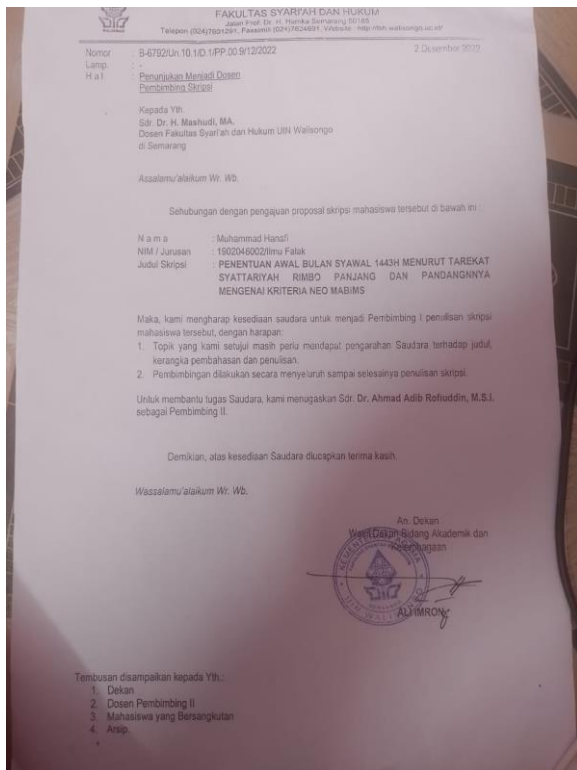 FAKULTAS SYARI'AH DAN HUKUM
Jalan Prof. Dr. H. Hamka Semarang 50185
Telepon (024)7601291, Faxsimili (024)7624691, Website :
Nomor : B-6792/Un.10.1/D.1/PP.00.9/12/2022 2 Desember 2022
Lamp. : -
H a l : Penunjukan Menjadi Dosen
Pembimbing Skripsi
Kepada Yth.
Sdr. Dr. H. Mashudi, MA.
Dosen Fakultas Syari'ah dan Hukum UIN Walisongo
di Semarang
Assalamu'alaikum Wr. Wb.
Sehubungan dengan pengajuan proposal skripsi mahasiswa tersebut di bawah ini :
N a m a : Muhammad Hanafi
NIM / Jurusan : 1902046002/Ilmu Falak
Judul Skripsi : PENENTUAN AWAL BULAN SYAWAL 1443H MENURUT TAREKAT
SYATTARIYAH RIMBO PANJANG DAN PANDANGNNYA
MENGENAI KRITERIA NEO MABIMS
Maka, kami mengharap kesediaan saudara untuk menjadi Pembimbing I penulisan skripsi
mahasiswa tersebut, dengan harapan:
1. Topik yang kami setujui masih perlu mendapat pengarahan Saudara terhadap judul,
kerangka pembahasan dan penulisan.
2. Pembimbingan dilakukan secara menyeluruh sampai selesainya penulisan skripsi.
Untuk membantu tugas Saudara, kami menugaskan Sdr. Dr. Ahmad Adib Rofiuddin, M.S.I.
sebagai Pembimbing II.
Demikian, atas kesediaan Saudara diucapkan terima kasih.
Wassalamu'alaikum Wr. Wb.
An. Dekan
Wakil Dekan Bidang Akademik dan
Kelembagaan
KEMENTERIAN AGAMA
UIN WALISONGO
SEMARANG
ALI IMRON
Tembusan disampaikan kepada Yth.:
1. Dekan
2. Dosen Pembimbing II
3. Mahasiswa yang Bersangkutan
4. Arsip.